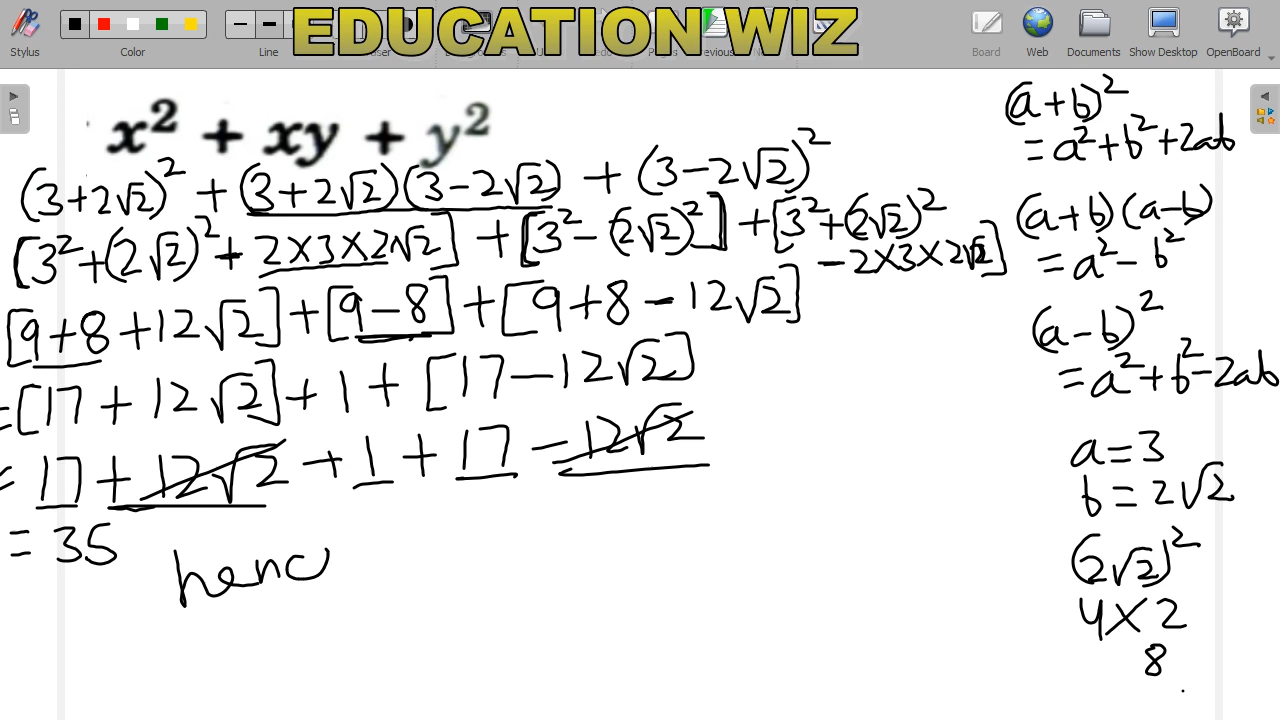 EDUCATION WIZ
Stylus
Color
Line
Previous
Board
Web
Documents
Show Desktop
OpenBoard
x² + xy + y²
(3+2√2)² + (3+2√2)(3-2√2) + (3-2√2)²
[3²+(2√2)²+ 2×3×2√2] + [3²-(2√2)²] + [3²+(2√2)²
- 2×3×2√2]
[9+8+12√2]+[9-8]+[9+8-12√2]
=[17+12√2]+1+[17-12√2]
= 17+12√2+1+17-12√2
= 35
henc
(a+b)²
= a²+b²+2ab
(a+b)(a-b)
= a²-b²
(a-b)²
= a²+b²-2ab
a=3
b=2√2
(2√2)²
4×2
8